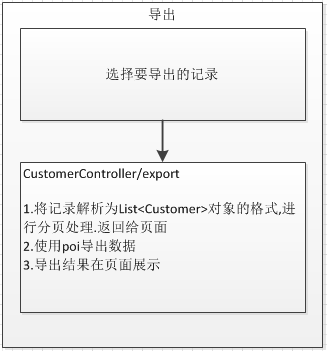 导出
选择要导出的记录
CustomerController/export
1.将记录解析为List<Customer>对象的格式,进
行分页处理.返回给页面
2.使用poi导出数据
3.导出结果在页面展示